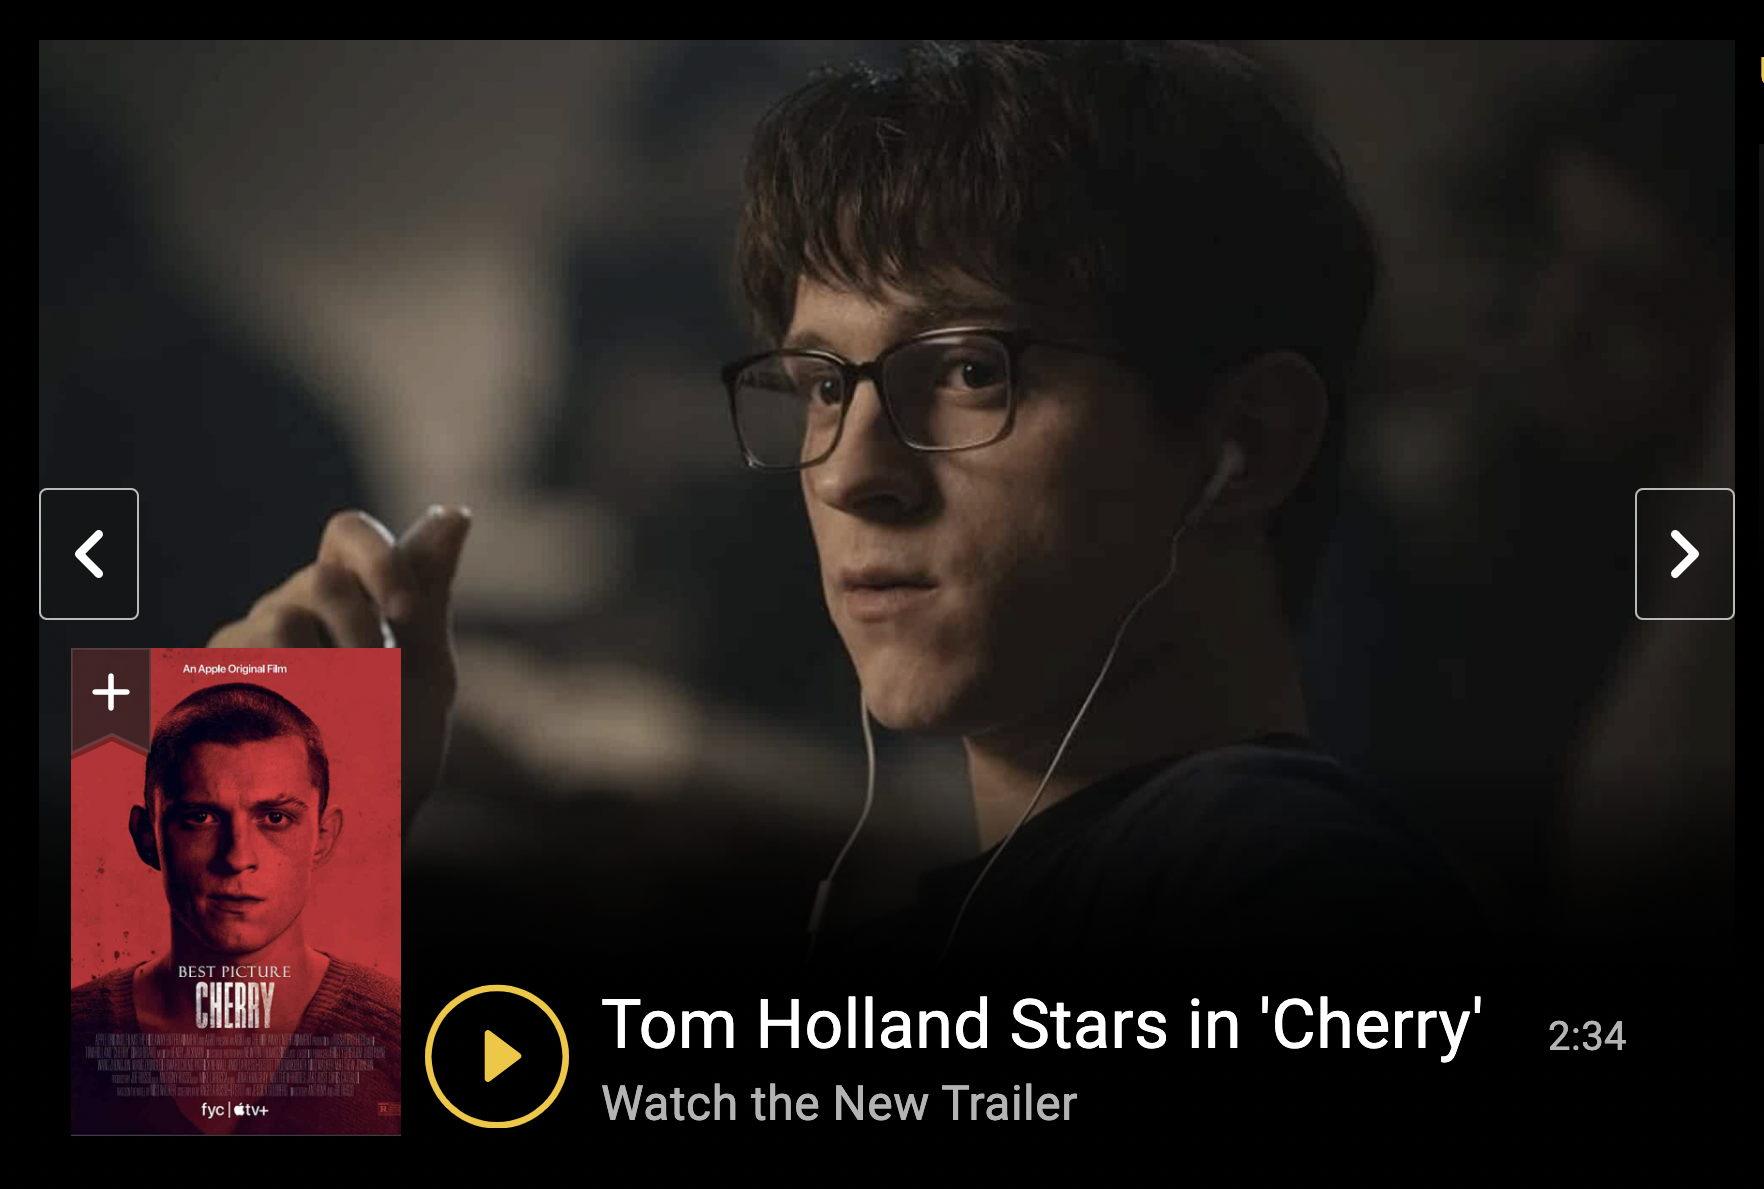 An Apple Original Film
BEST PICTURE
CHERRY
fyc | tv+
Tom Holland Stars in 'Cherry'
2:34
Watch the New Trailer